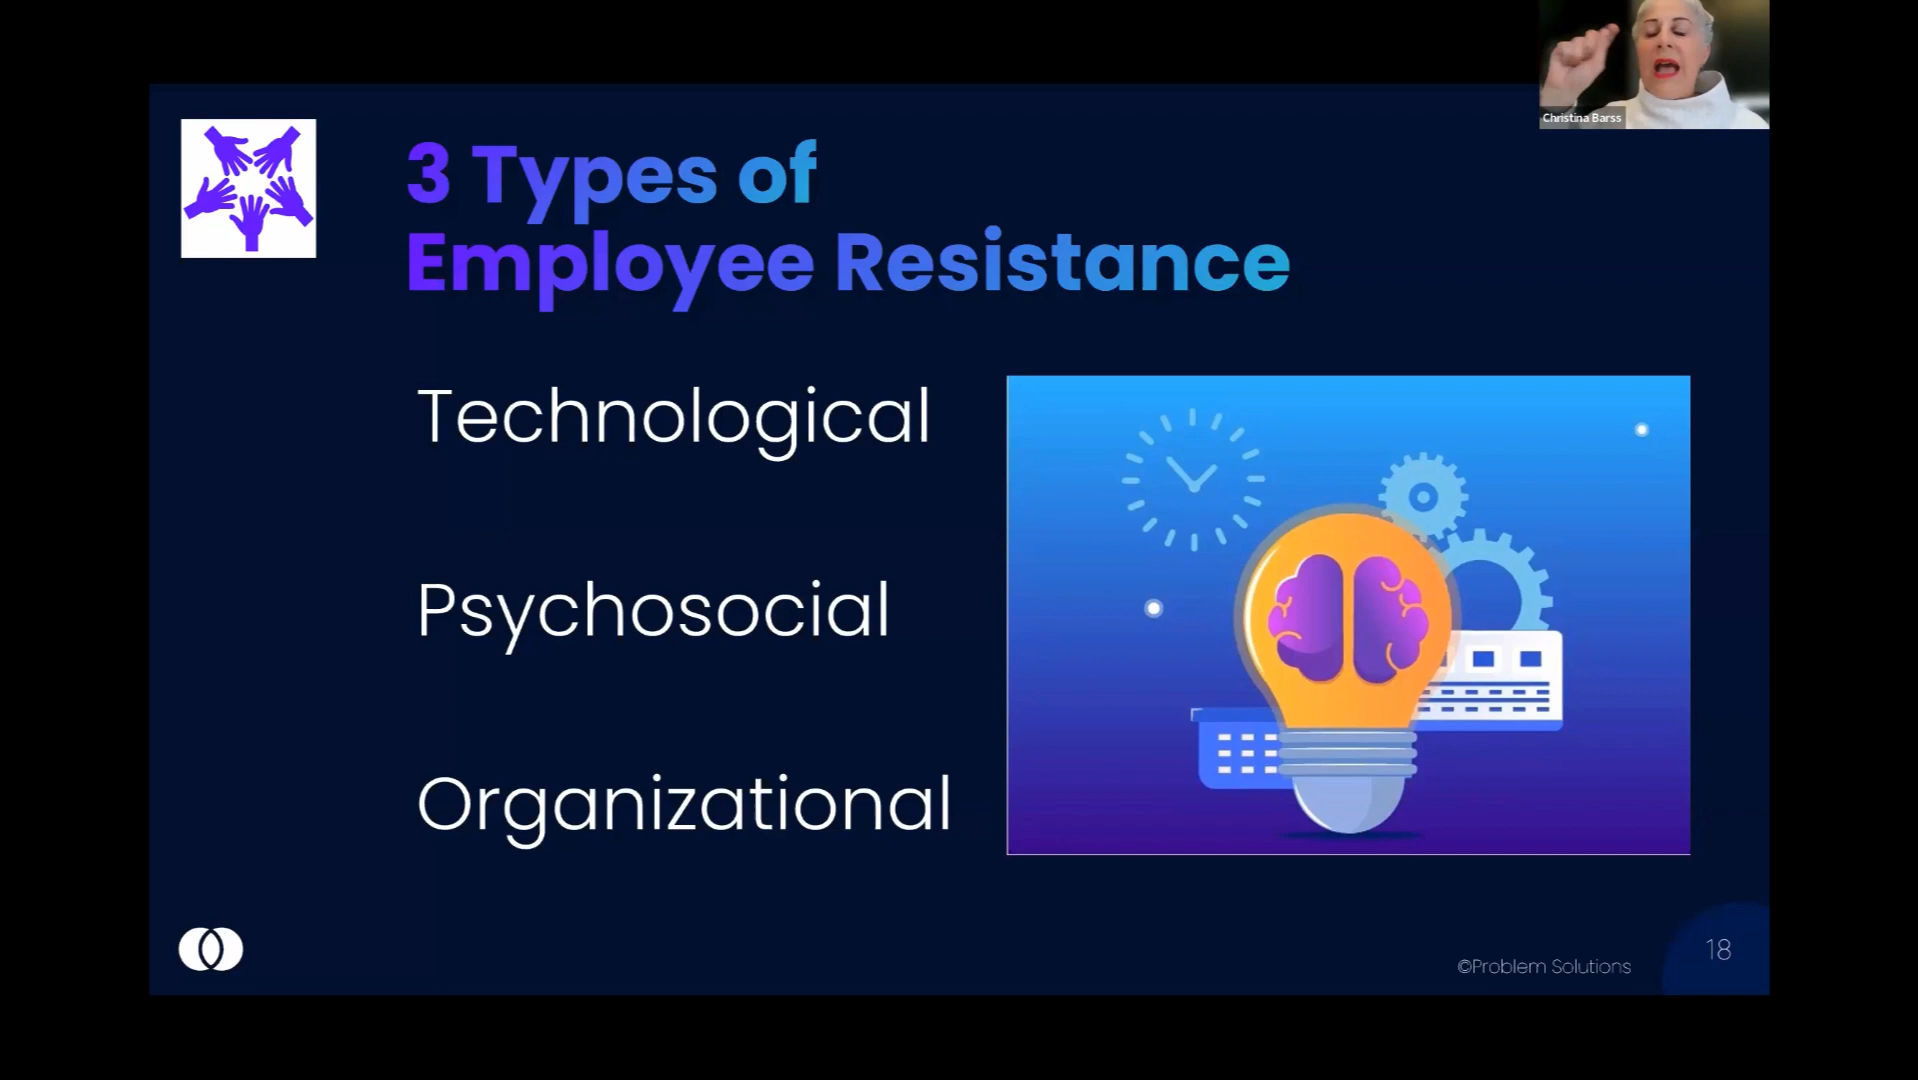 Christina Barss
3 Types of
Employee Resistance
Technological
Psychosocial
Organizational
©Problem Solutions
18